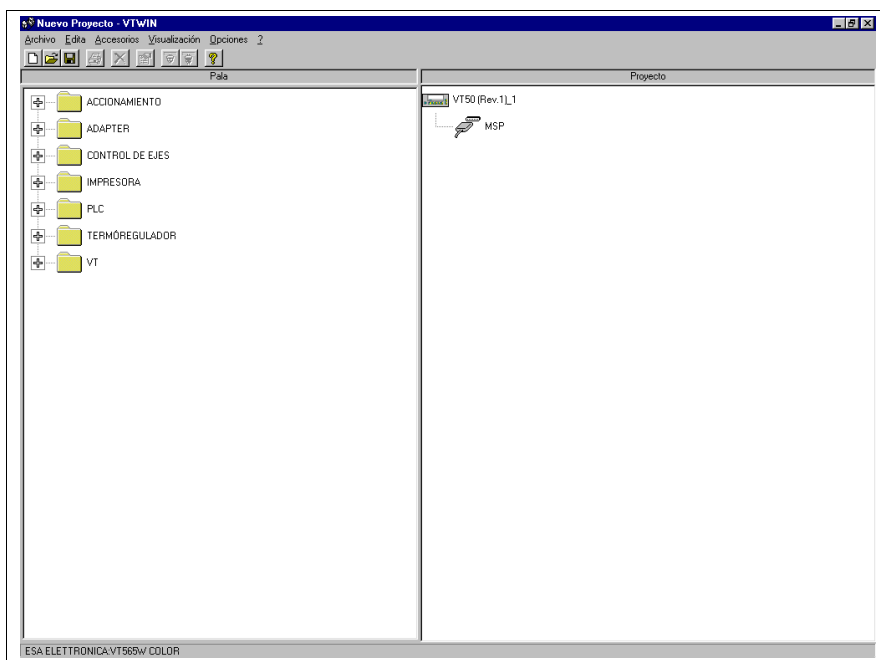 Nuevo Proyecto - VTWIN
Archivo Edita Accesorios Visualización Opciones ?
Pala
Proyecto
ACCIONAMIENTO
ADAPTER
CONTROL DE EJES
IMPRESORA
PLC
TERMÓREGULADOR
VT
VT50 (Rev.1)_1
MSP
ESA ELETTRONICA:VT565W COLOR